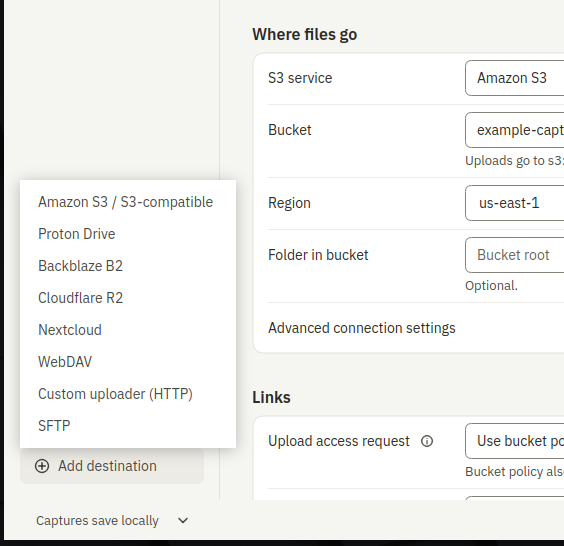 Where files go
S3 service
Amazon S3
Bucket
example-capt
Uploads go to s3:
Amazon S3 / S3-compatible
Proton Drive
Backblaze B2
Cloudflare R2
Nextcloud
WebDAV
Custom uploader (HTTP)
SFTP
Region
us-east-1
Folder in bucket
Bucket root
Optional.
Advanced connection settings
Links
Upload access request
Use bucket po
Bucket policy als
Add destination
Captures save locally